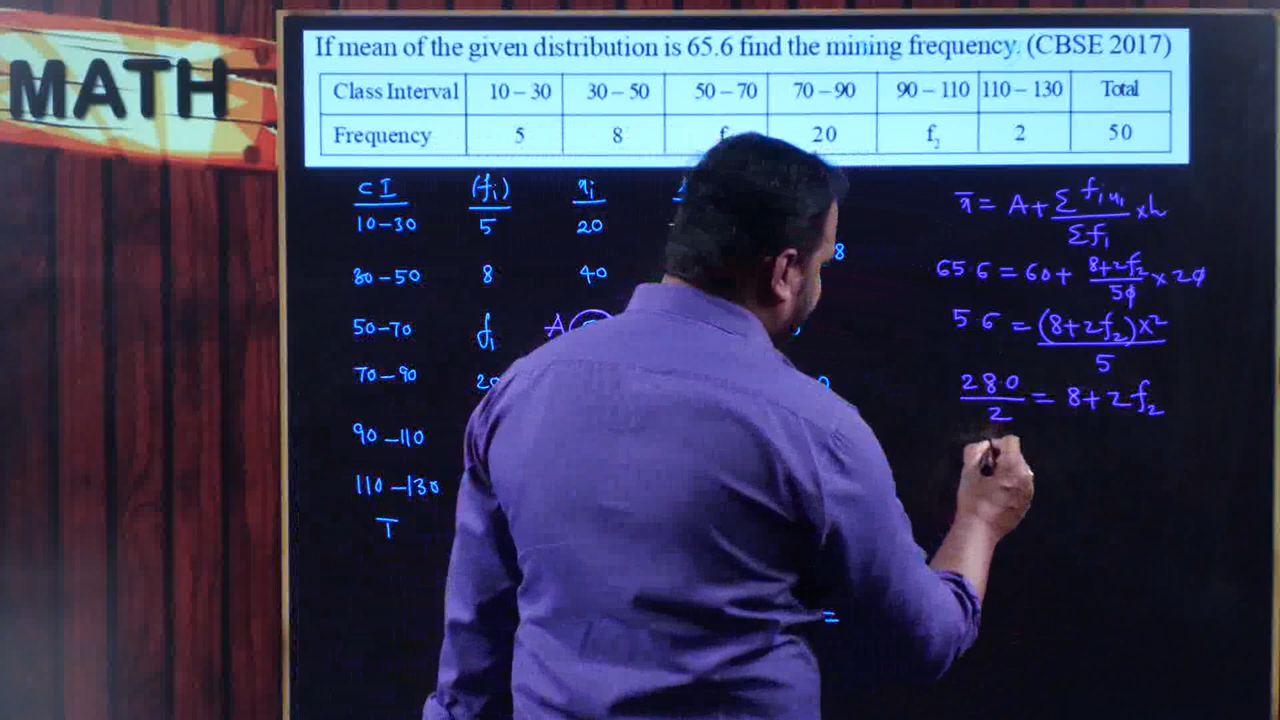 MATH
If mean of the given distribution is 65.6 find the mining frequency. (CBSE 2017)
Class Interval 10 – 30 30 – 50 50 – 70 70 – 90 90 – 110 110 – 130 Total
Frequency 5 8 20 f₂ 2 50
CI (fᵢ) xᵢ
10-30 5 20
30-50 8 40
50-70 f₁ A
70-90
90-110
110-130
T
x̄ = A + Σfᵢuᵢ/Σfᵢ × h
65.6 = 60 + 8+2f₂/50 × 20
5.6 = (8+2f₂)×2/5
28.0/2 = 8+2f₂
=